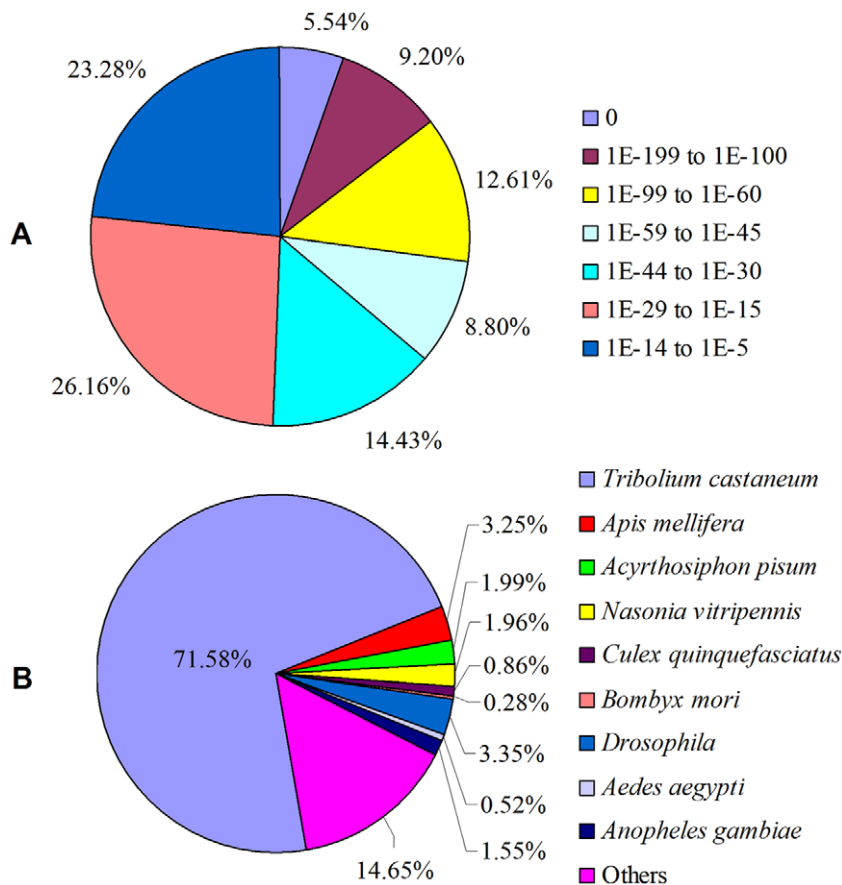 5.54%
9.20%
23.28%
12.61%
A
8.80%
26.16%
14.43%
0
1E-199 to 1E-100
1E-99 to 1E-60
1E-59 to 1E-45
1E-44 to 1E-30
1E-29 to 1E-15
1E-14 to 1E-5
B
71.58%
3.25%
1.99%
1.96%
0.86%
0.28%
3.35%
0.52%
1.55%
14.65%
Tribolium castaneum
Apis mellifera
Acyrthosiphon pisum
Nasonia vitripennis
Culex quinquefasciatus
Bombyx mori
Drosophila
Aedes aegypti
Anopheles gambiae
Others